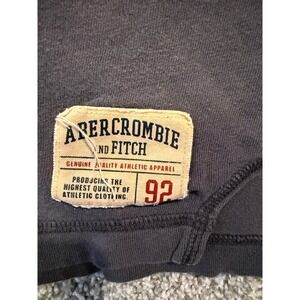 ABERCROMBIE
AND FITCH
GENUINE QUALITY ATHLETIC APPAREL
PRODUCING THE
HIGHEST QUALITY OF
ATHLETIC CLOTHING
92